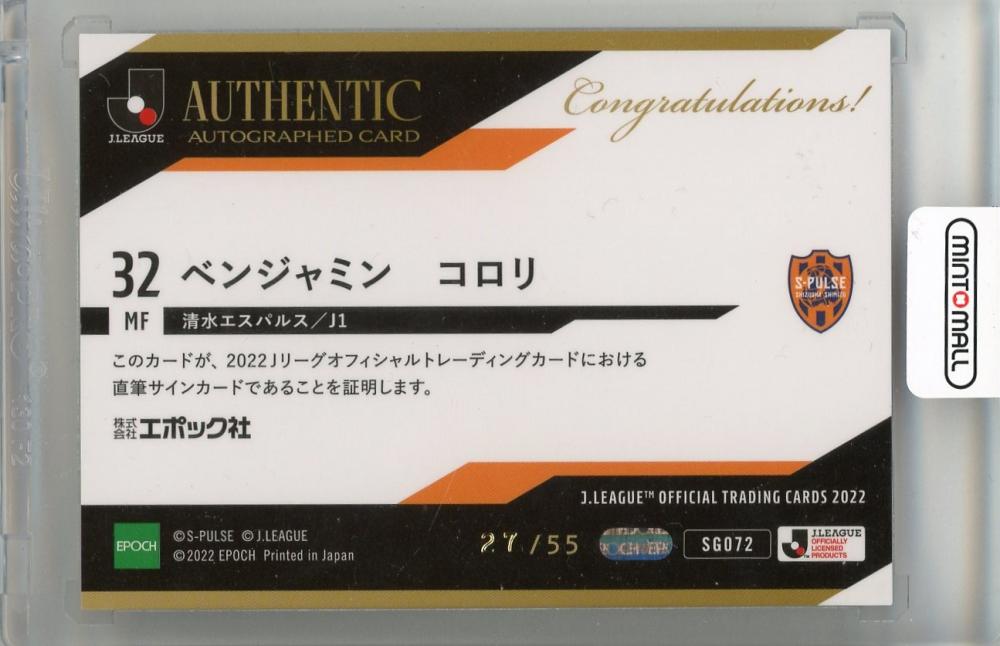 J.LEAGUE
AUTHENTIC
AUTOGRAPHED CARD
Congratulations!
32 ベンジャミン コロリ
MF 清水エスパルス/J1
S-PULSE
SHIZUOKA SHIMIZU
MINT MALL
このカードが、2022Jリーグオフィシャルトレーディングカードにおける
直筆サインカードであることを証明します。
株式会社エポック社
J.LEAGUE™ OFFICIAL TRADING CARDS 2022
EPOCH
©S-PULSE ©J.LEAGUE
©2022 EPOCH Printed in Japan
27/55
SG072
J.LEAGUE
OFFICIALLY
LICENSED
PRODUCTS